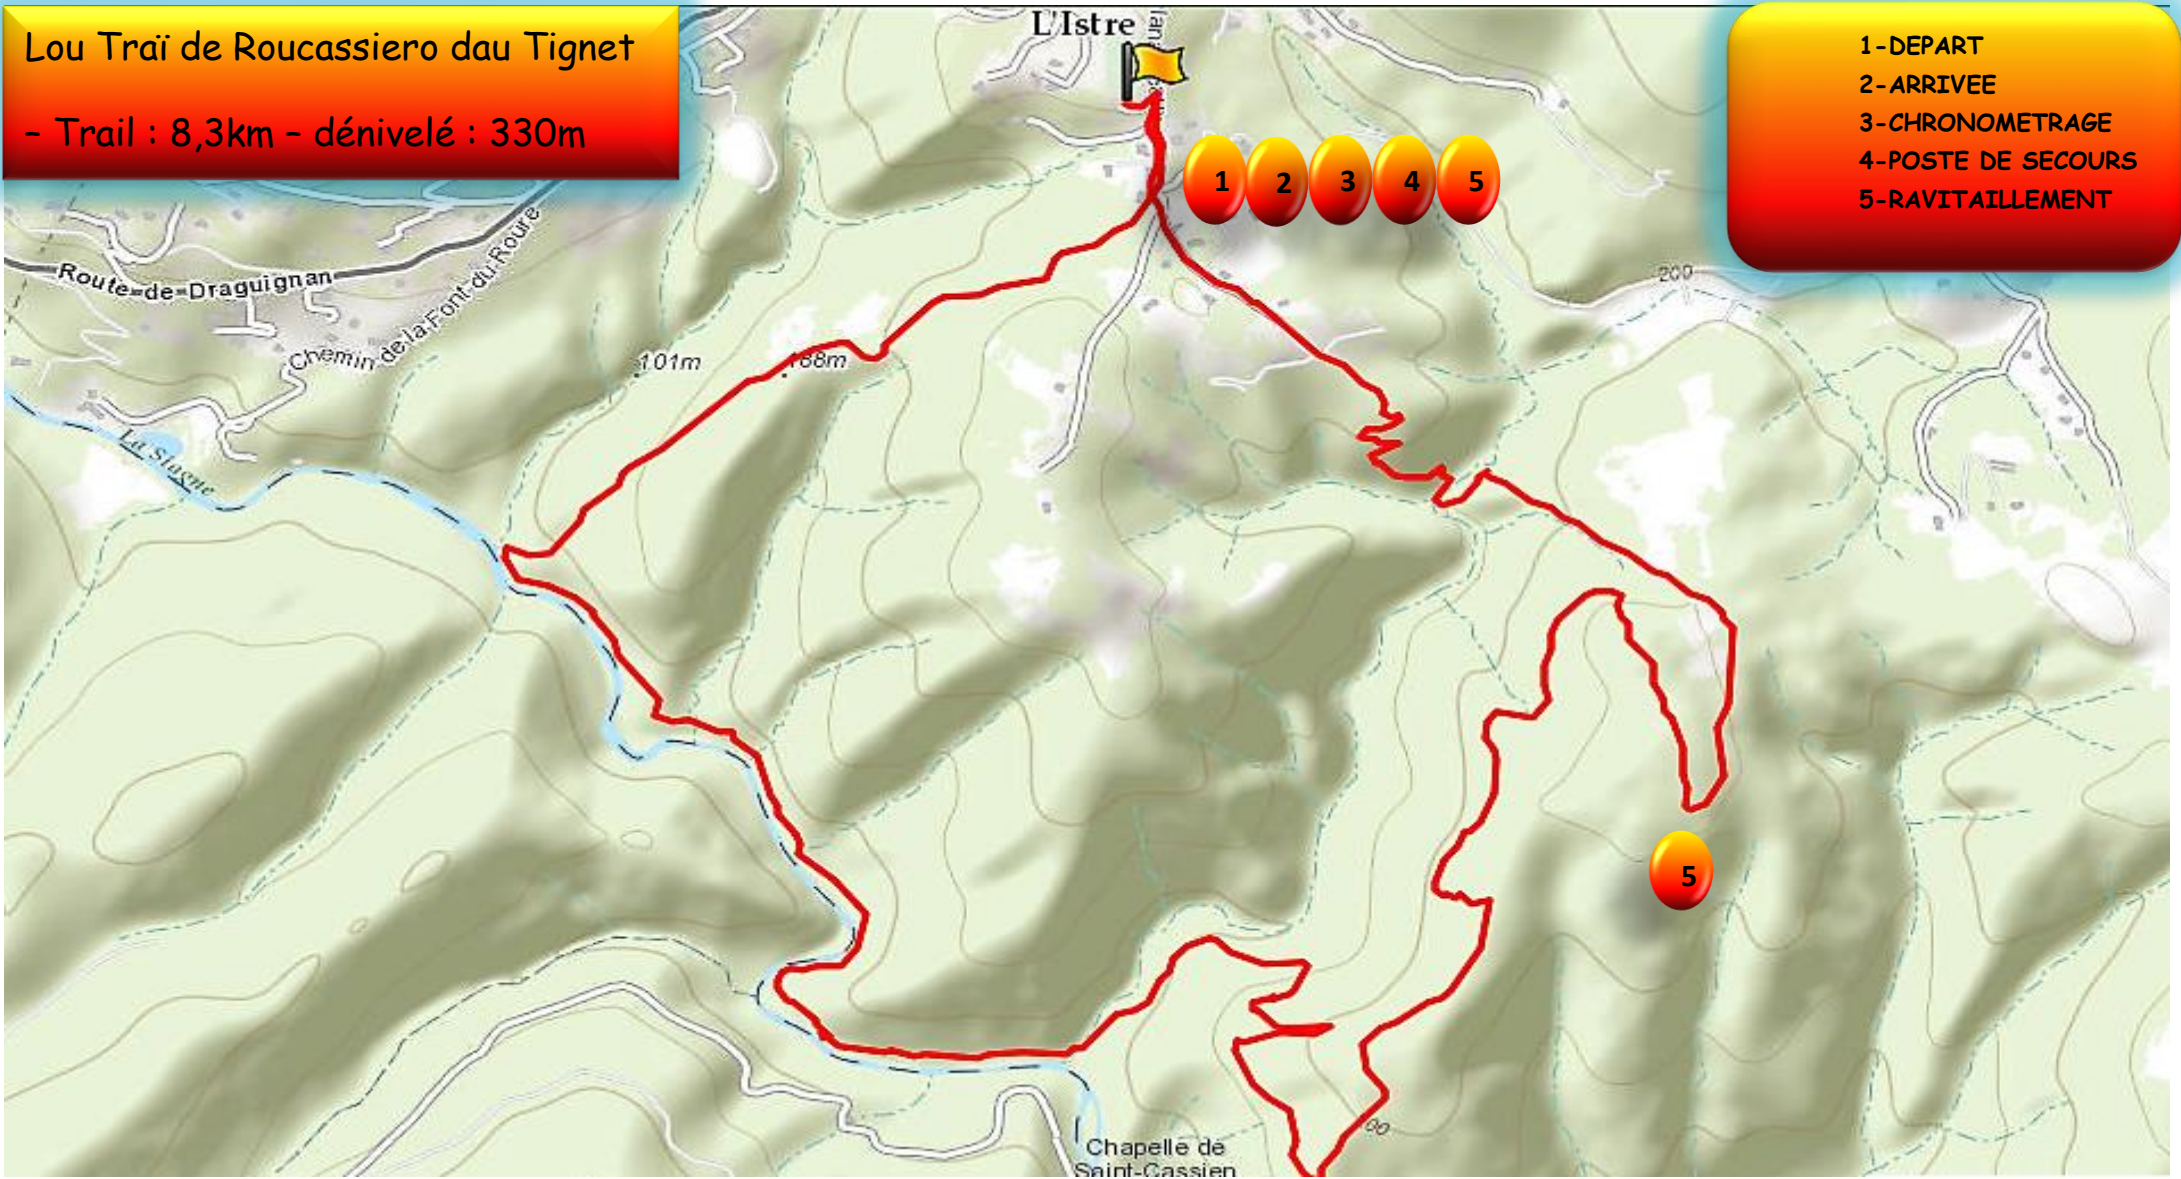 Lou Traï de Roucassiero dau Tignet
- Trail : 8,3km – dénivelé : 330m
L'Istre
1-DEPART
2-ARRIVEE
3-CHRONOMETRAGE
4-POSTE DE SECOURS
5-RAVITAILLEMENT
1 2 3 4 5
Route-de-Draguignan
Chemin de la Font-du-Roure
200
101m
188m
La Siagne
5
Chapelle de
Saint-Cassien